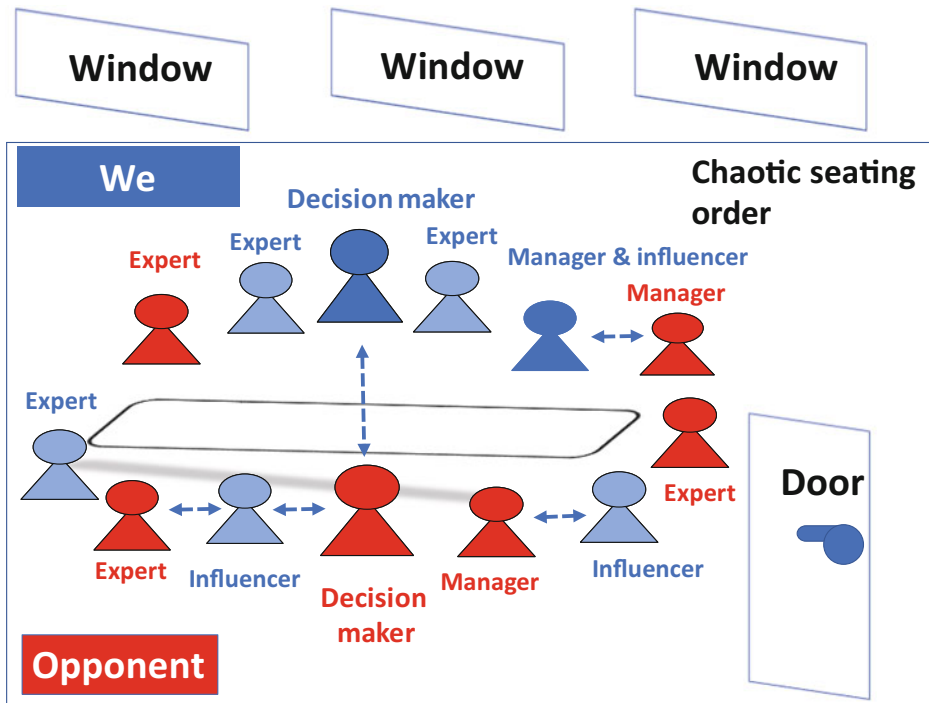 Window
Window
Window
We
Chaotic seating
order
Decision maker
Expert
Expert
Expert
Manager & influencer
Manager
Expert
Expert
Door
Expert
Influencer
Decision
maker
Manager
Influencer
Opponent